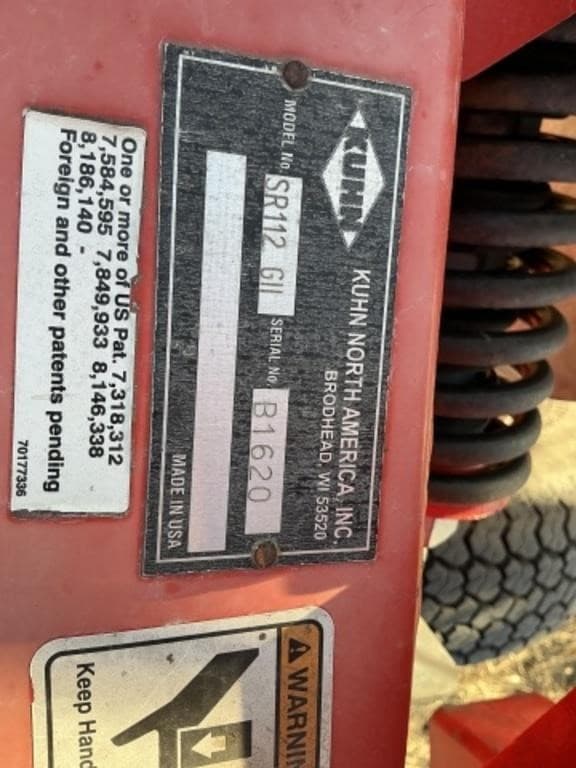 KUHN
KUHN NORTH AMERICA, INC.
BRODHEAD, WI 53520
MODEL No. SR112 GII SERIAL No. B1620
MADE IN USA
One or more of US Pat. 7,318,312
7,584,595 7,849,933 8,146,338
8,186,140 -
Foreign and other patents pending
70177336
WARNIN
Keep Hand